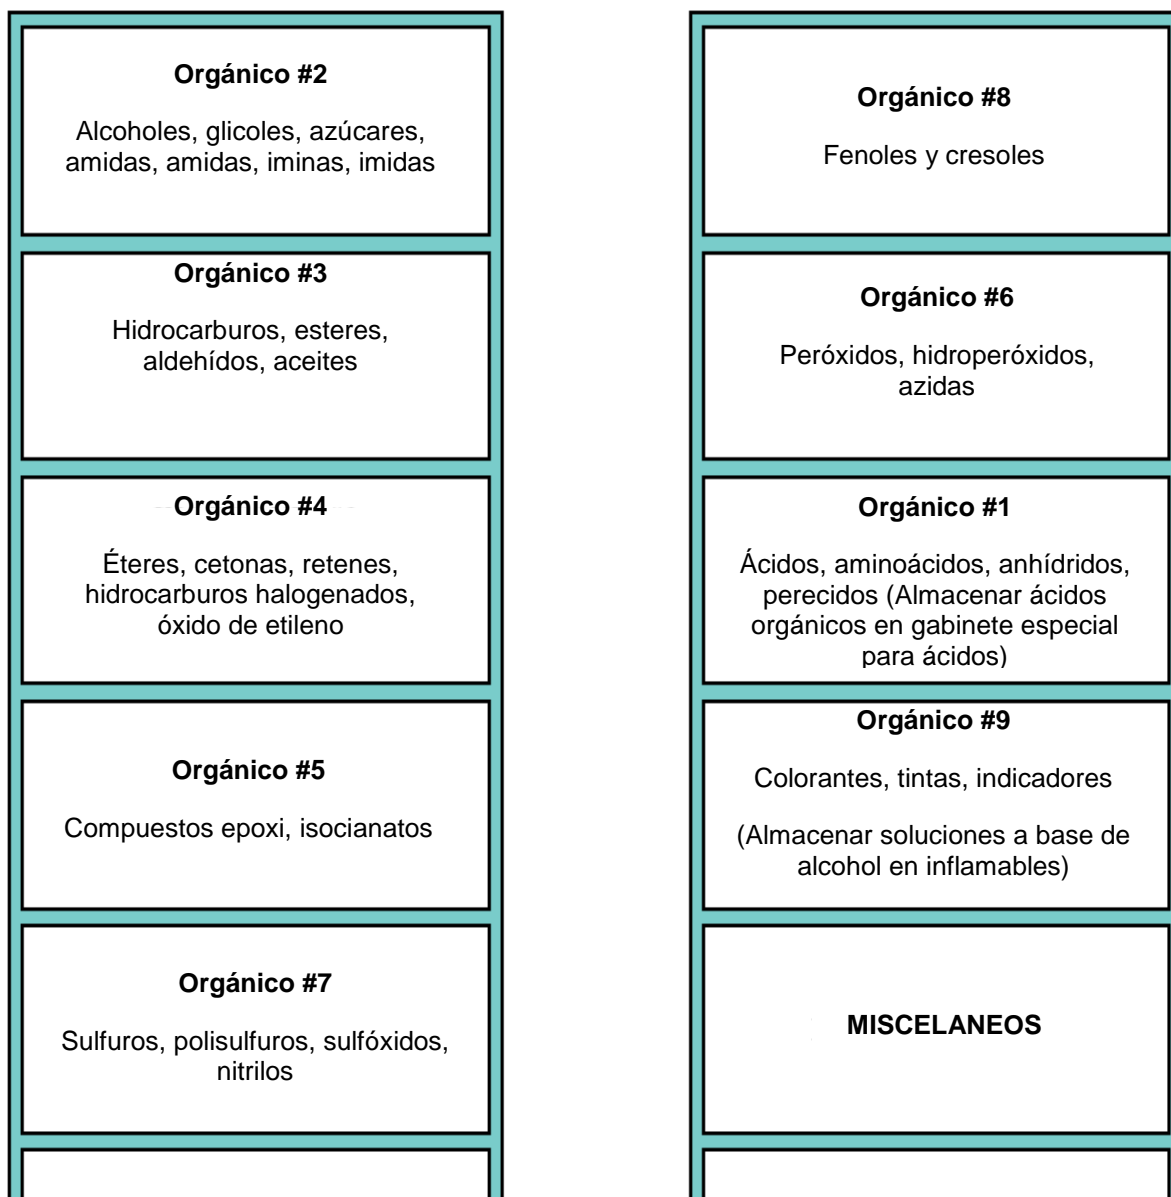 Orgánico #2
Alcoholes, glicoles, azúcares,
amidas, amidas, iminas, imidas
Orgánico #3
Hidrocarburos, esteres,
aldehídos, aceites
Orgánico #4
Éteres, cetonas, retenes,
hidrocarburos halogenados,
óxido de etileno
Orgánico #5
Compuestos epoxi, isocianatos
Orgánico #7
Sulfuros, polisulfuros, sulfóxidos,
nitrilos
Orgánico #8
Fenoles y cresoles
Orgánico #6
Peróxidos, hidroperóxidos,
azidas
Orgánico #1
Ácidos, aminoácidos, anhídridos,
perecidos (Almacenar ácidos
orgánicos en gabinete especial
para ácidos)
Orgánico #9
Colorantes, tintas, indicadores
(Almacenar soluciones a base de
alcohol en inflamables)
MISCELANEOS